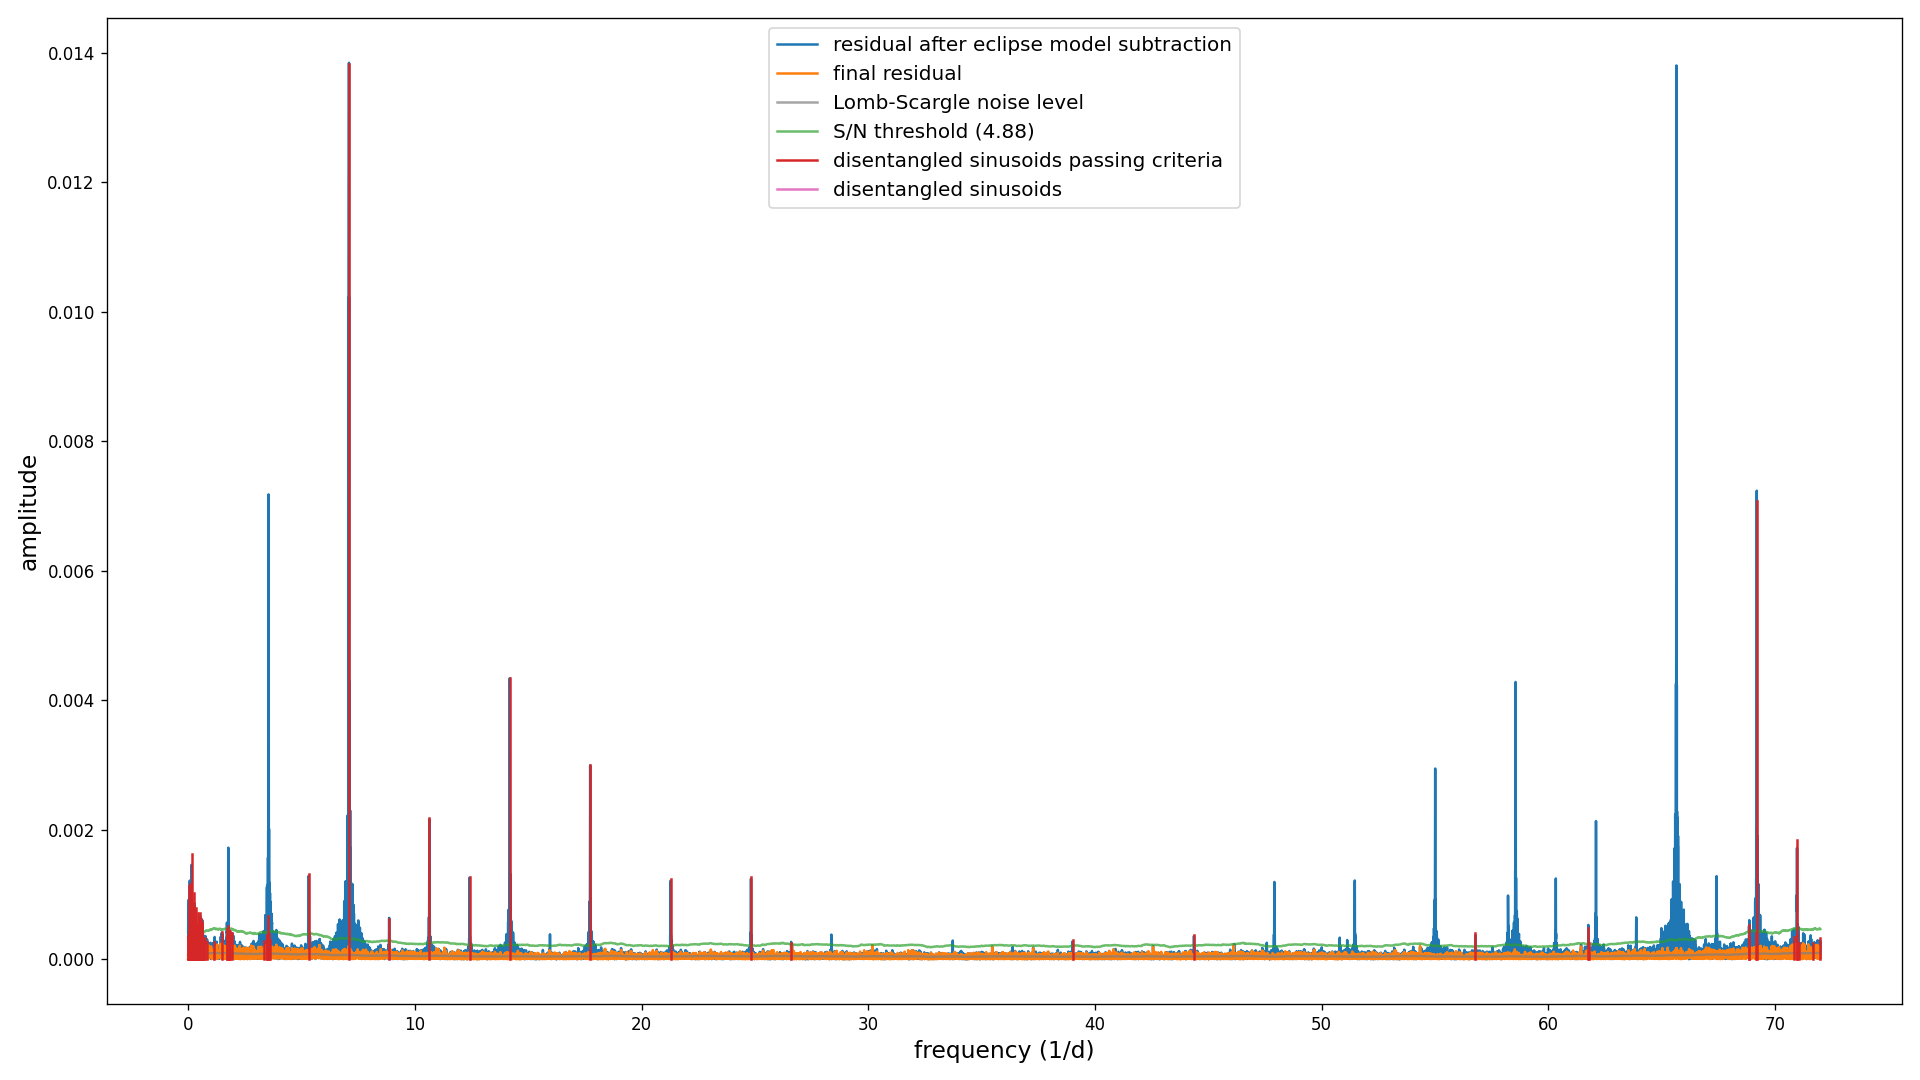 0.014
0.012
0.010
0.008
0.006
0.004
0.002
0.000
amplitude
residual after eclipse model subtraction
final residual
Lomb-Scargle noise level
S/N threshold (4.88)
disentangled sinusoids passing criteria
disentangled sinusoids
0 10 20 30 40 50 60 70
frequency (1/d)